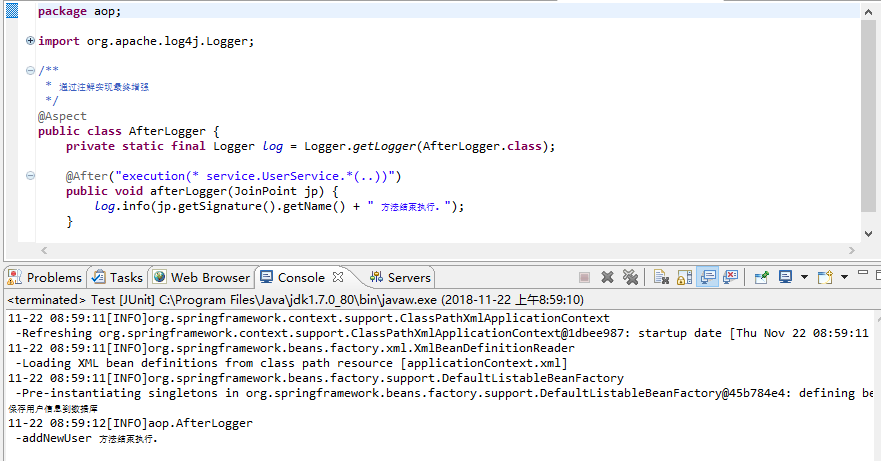 package aop;
import org.apache.log4j.Logger;
/**
* 通过注解实现最终增强
*/
@Aspect
public class AfterLogger {
private static final Logger log = Logger.getLogger(AfterLogger.class);
@After("execution(* service.UserService.*(..))")
public void afterLogger(JoinPoint jp) {
log.info(jp.getSignature().getName() + " 方法结束执行。");
}
Problems Tasks Web Browser Console Servers
<terminated> Test [JUnit] C:\Program Files\Java\jdk1.7.0_80\bin\javaw.exe (2018-11-22 上午8:59:10)
11-22 08:59:11[INFO]org.springframework.context.support.ClassPathXmlApplicationContext
-Refreshing org.springframework.context.support.ClassPathXmlApplicationContext@1dbee987: startup date [Thu Nov 22 08:59:11
11-22 08:59:11[INFO]org.springframework.beans.factory.xml.XmlBeanDefinitionReader
-Loading XML bean definitions from class path resource [applicationContext.xml]
11-22 08:59:11[INFO]org.springframework.beans.factory.support.DefaultListableBeanFactory
-Pre-instantiating singletons in org.springframework.beans.factory.support.DefaultListableBeanFactory@45b784e4: defining be
保存用户信息到数据库
11-22 08:59:12[INFO]aop.AfterLogger
-addNewUser 方法结束执行。